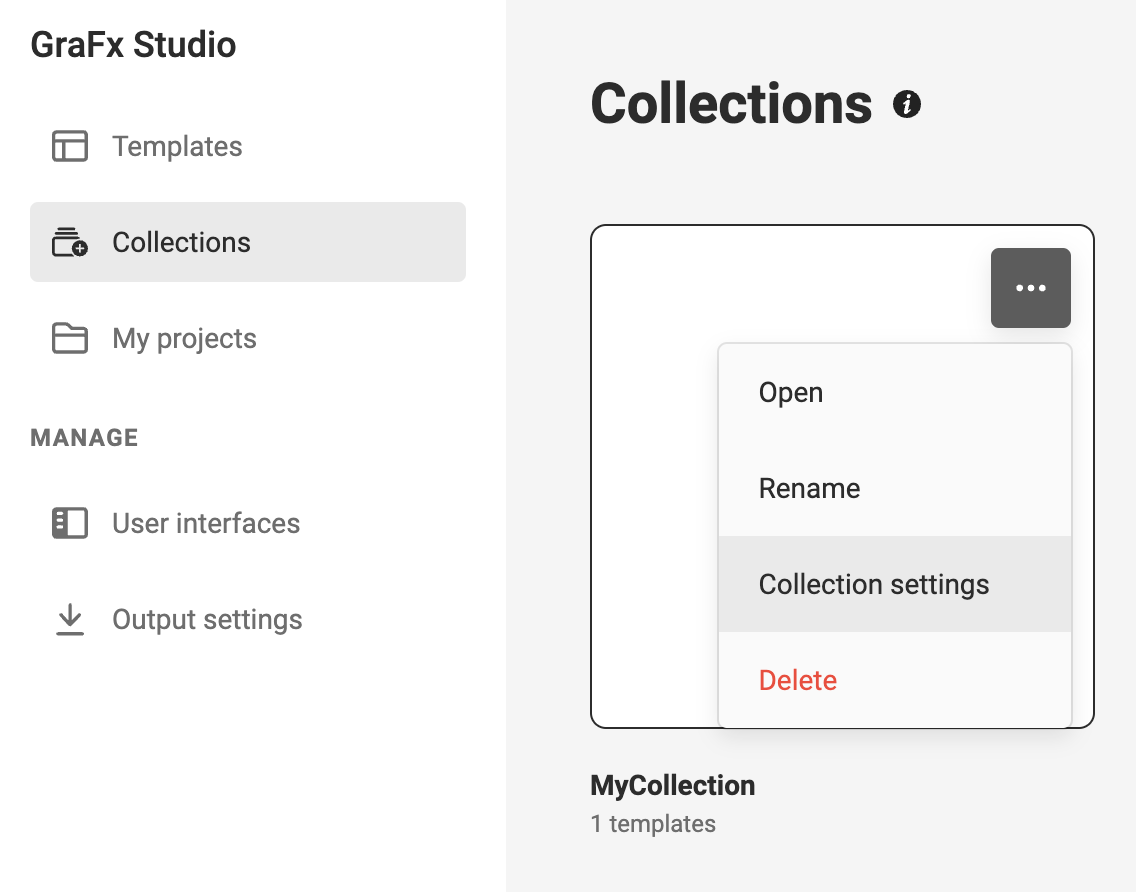 GraFx Studio
Templates
Collections
My projects
MANAGE
User interfaces
Output settings
Collections
Open
Rename
Collection settings
Delete
MyCollection
1 templates